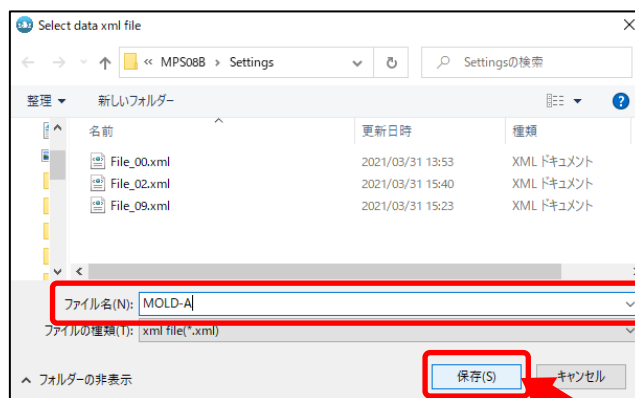 Select data xml file
« MPS08B › Settings
Settingsの検索
整理 新しいフォルダー
名前 更新日時 種類
File_00.xml 2021/03/31 13:53 XML ドキュメント
File_02.xml 2021/03/31 15:40 XML ドキュメント
File_09.xml 2021/03/31 15:23 XML ドキュメント
ファイル名(N): MOLD-A
ファイルの種類(T): xml file(*.xml)
フォルダーの非表示 保存(S) キャンセル